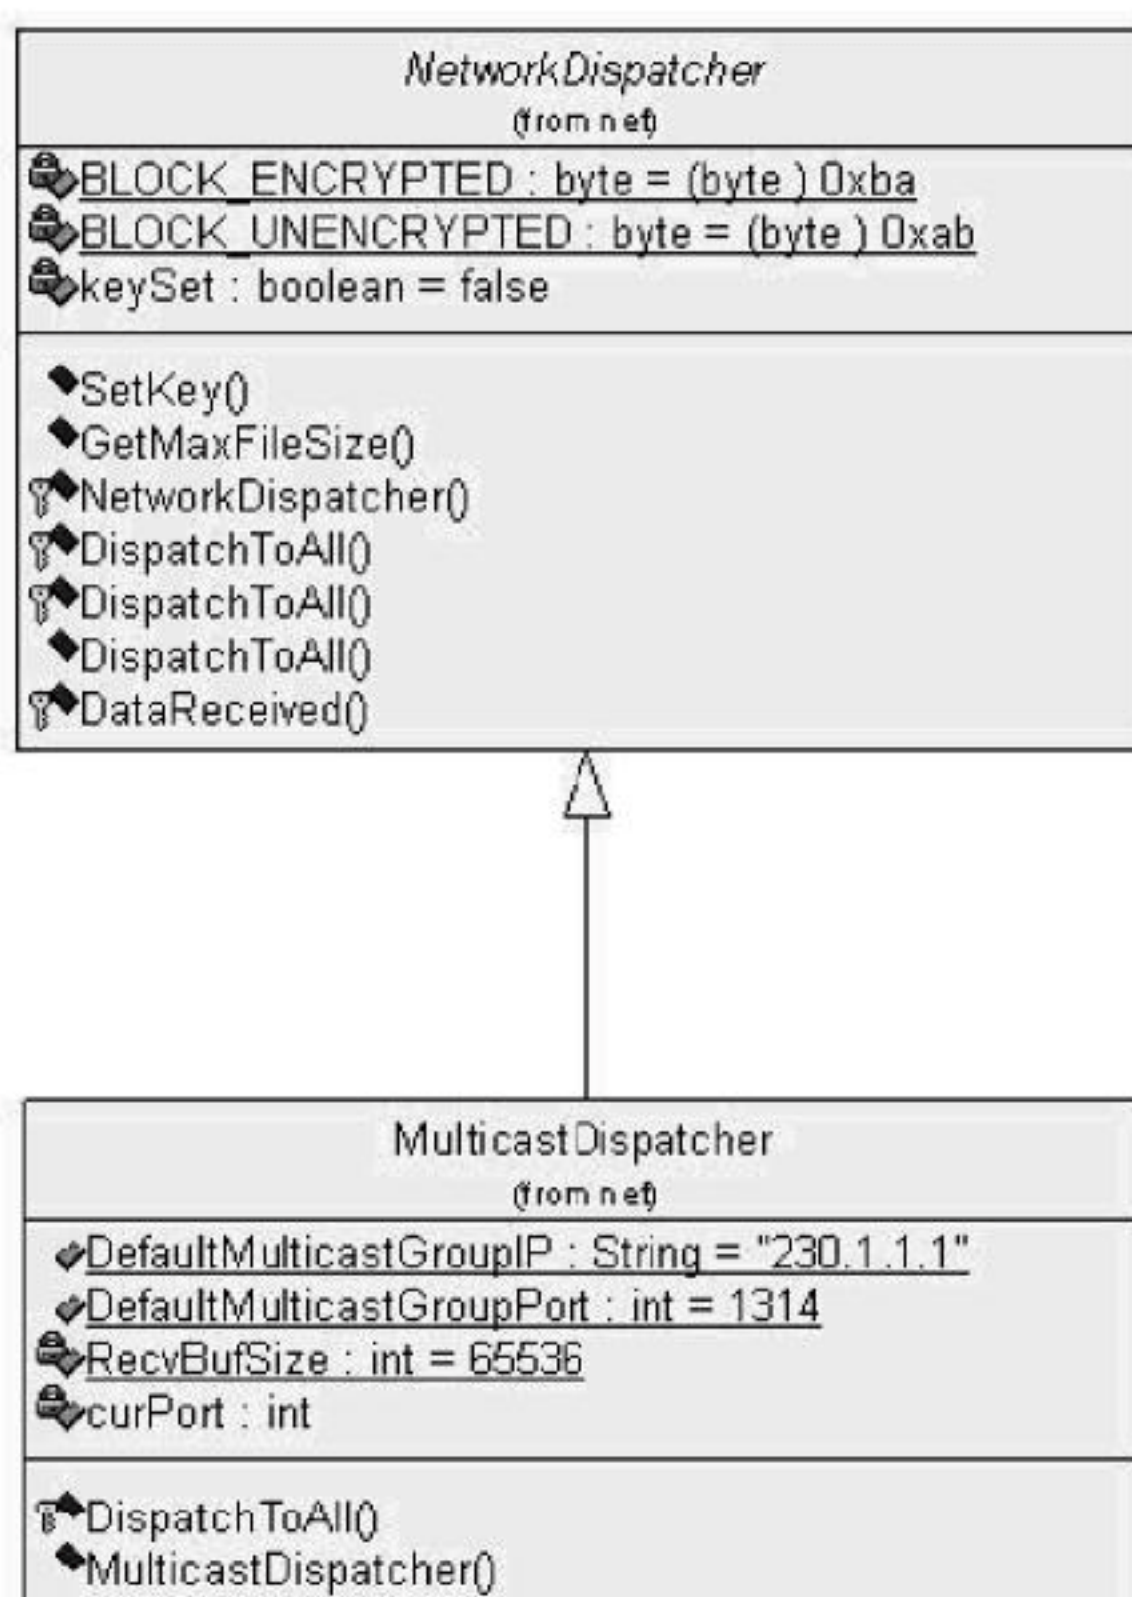 NetworkDispatcher
(from net)
BLOCK_ENCRYPTED : byte = (byte ) 0xba
BLOCK_UNENCRYPTED : byte = (byte ) 0xab
keySet : boolean = false
SetKey()
GetMaxFileSize()
NetworkDispatcher()
DispatchToAll()
DispatchToAll()
DispatchToAll()
DataReceived()
MulticastDispatcher
(from net)
DefaultMulticastGroupIP : String = "230.1.1.1"
DefaultMulticastGroupPort : int = 1314
RecvBufSize : int = 65536
curPort : int
DispatchToAll()
MulticastDispatcher()